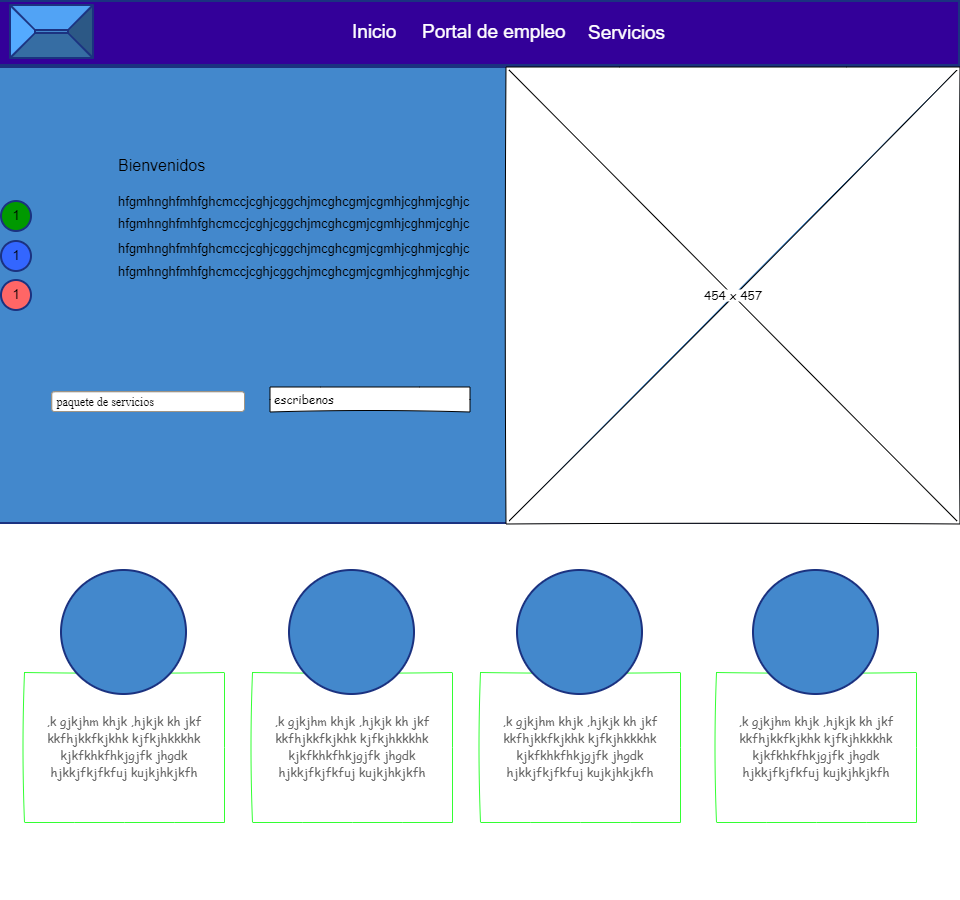 Inicio Portal de empleo Servicios
Bienvenidos
hfgmhnghfmhfghcmccjcghjcggchjmcghcgmjcgmhjcghmjcghjc
hfgmhnghfmhfghcmccjcghjcggchjmcghcgmjcgmhjcghmjcghjc
hfgmhnghfmhfghcmccjcghjcggchjmcghcgmjcgmhjcghmjcghjc
hfgmhnghfmhfghcmccjcghjcggchjmcghcgmjcgmhjcghmjcghjc
1
1
1
454 x 457
paquete de servicios
escribenos
,k gjkjhm khjk ,hjkjk kh jkf
kkfhjkkfkjkhk kjfkjhkkkhk
kjkfkhkfhkjgjfk jhgdk
hjkkjfkjfkfuj kujkjhkjkfh
,k gjkjhm khjk ,hjkjk kh jkf
kkfhjkkfkjkhk kjfkjhkkkhk
kjkfkhkfhkjgjfk jhgdk
hjkkjfkjfkfuj kujkjhkjkfh
,k gjkjhm khjk ,hjkjk kh jkf
kkfhjkkfkjkhk kjfkjhkkkhk
kjkfkhkfhkjgjfk jhgdk
hjkkjfkjfkfuj kujkjhkjkfh
,k gjkjhm khjk ,hjkjk kh jkf
kkfhjkkfkjkhk kjfkjhkkkhk
kjkfkhkfhkjgjfk jhgdk
hjkkjfkjfkfuj kujkjhkjkfh